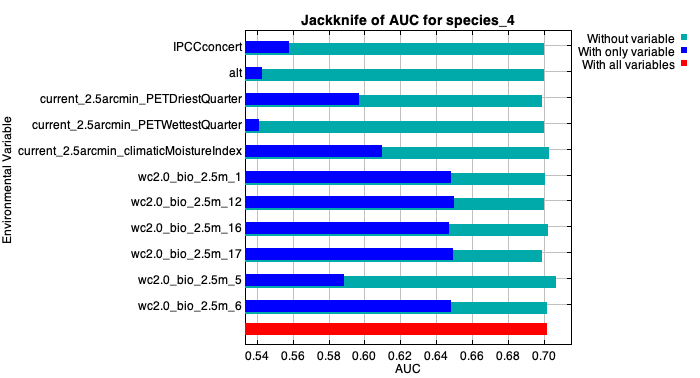 Jackknife of AUC for species_4
Environmental Variable
IPCCconcert
alt
current_2.5arcmin_PETDriestQuarter
current_2.5arcmin_PETWettestQuarter
current_2.5arcmin_climaticMoistureIndex
wc2.0_bio_2.5m_1
wc2.0_bio_2.5m_12
wc2.0_bio_2.5m_16
wc2.0_bio_2.5m_17
wc2.0_bio_2.5m_5
wc2.0_bio_2.5m_6
0.54 0.56 0.58 0.60 0.62 0.64 0.66 0.68 0.70
AUC
Without variable
With only variable
With all variables